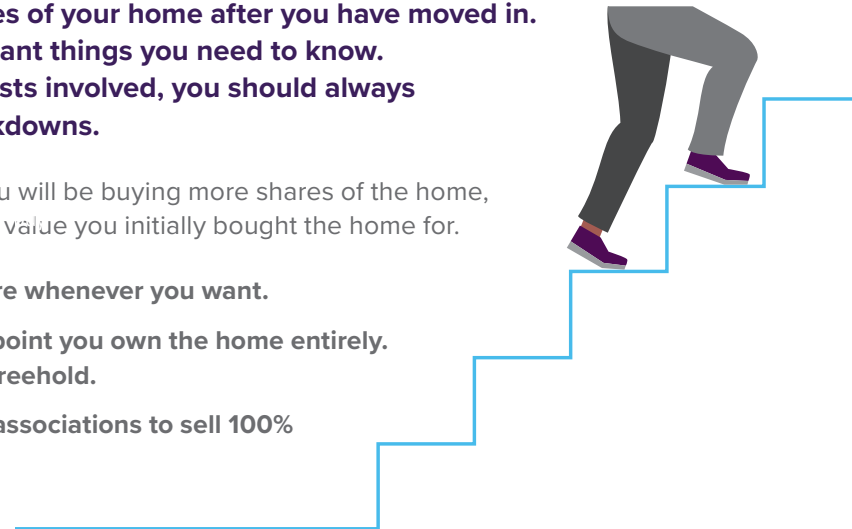 es of your home after you have moved in.
ant things you need to know.
sts involved, you should always
kdowns.
u will be buying more shares of the home,
value you initially bought the home for.
re whenever you want.
point you own the home entirely.
reehold.
associations to sell 100%